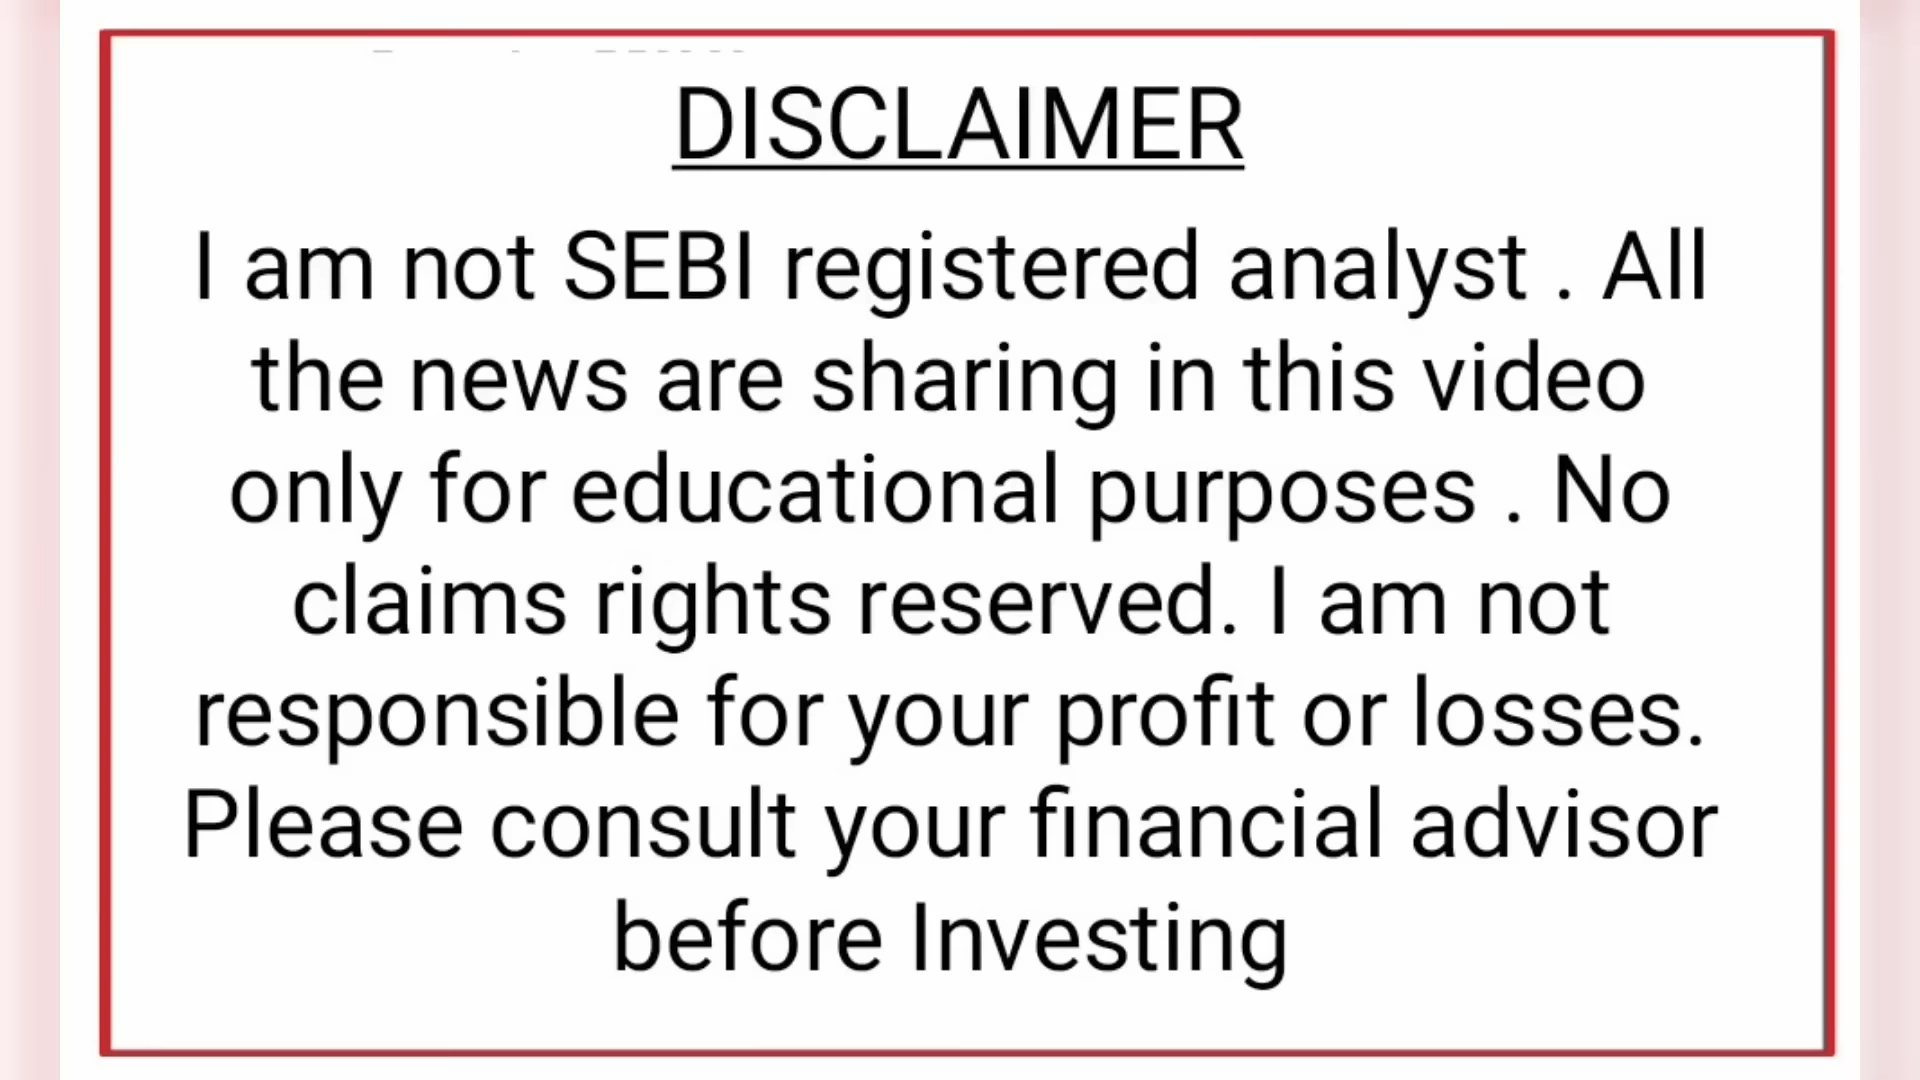 DISCLAIMER
I am not SEBI registered analyst . All
the news are sharing in this video
only for educational purposes . No
claims rights reserved. I am not
responsible for your profit or losses.
Please consult your financial advisor
before Investing